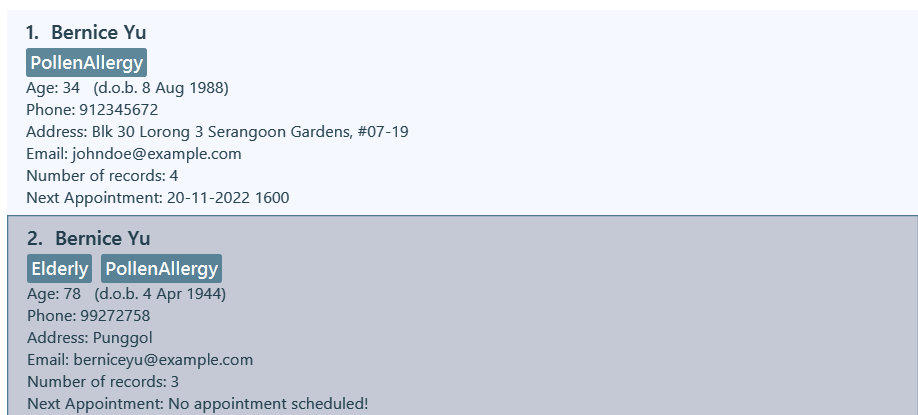 1. Bernice Yu
PollenAllergy
Age: 34 (d.o.b. 8 Aug 1988)
Phone: 912345672
Address: Blk 30 Lorong 3 Serangoon Gardens, #07-19
Email: johndoe@example.com
Number of records: 4
Next Appointment: 20-11-2022 1600
2. Bernice Yu
Elderly PollenAllergy
Age: 78 (d.o.b. 4 Apr 1944)
Phone: 99272758
Address: Punggol
Email: berniceyu@example.com
Number of records: 3
Next Appointment: No appointment scheduled!